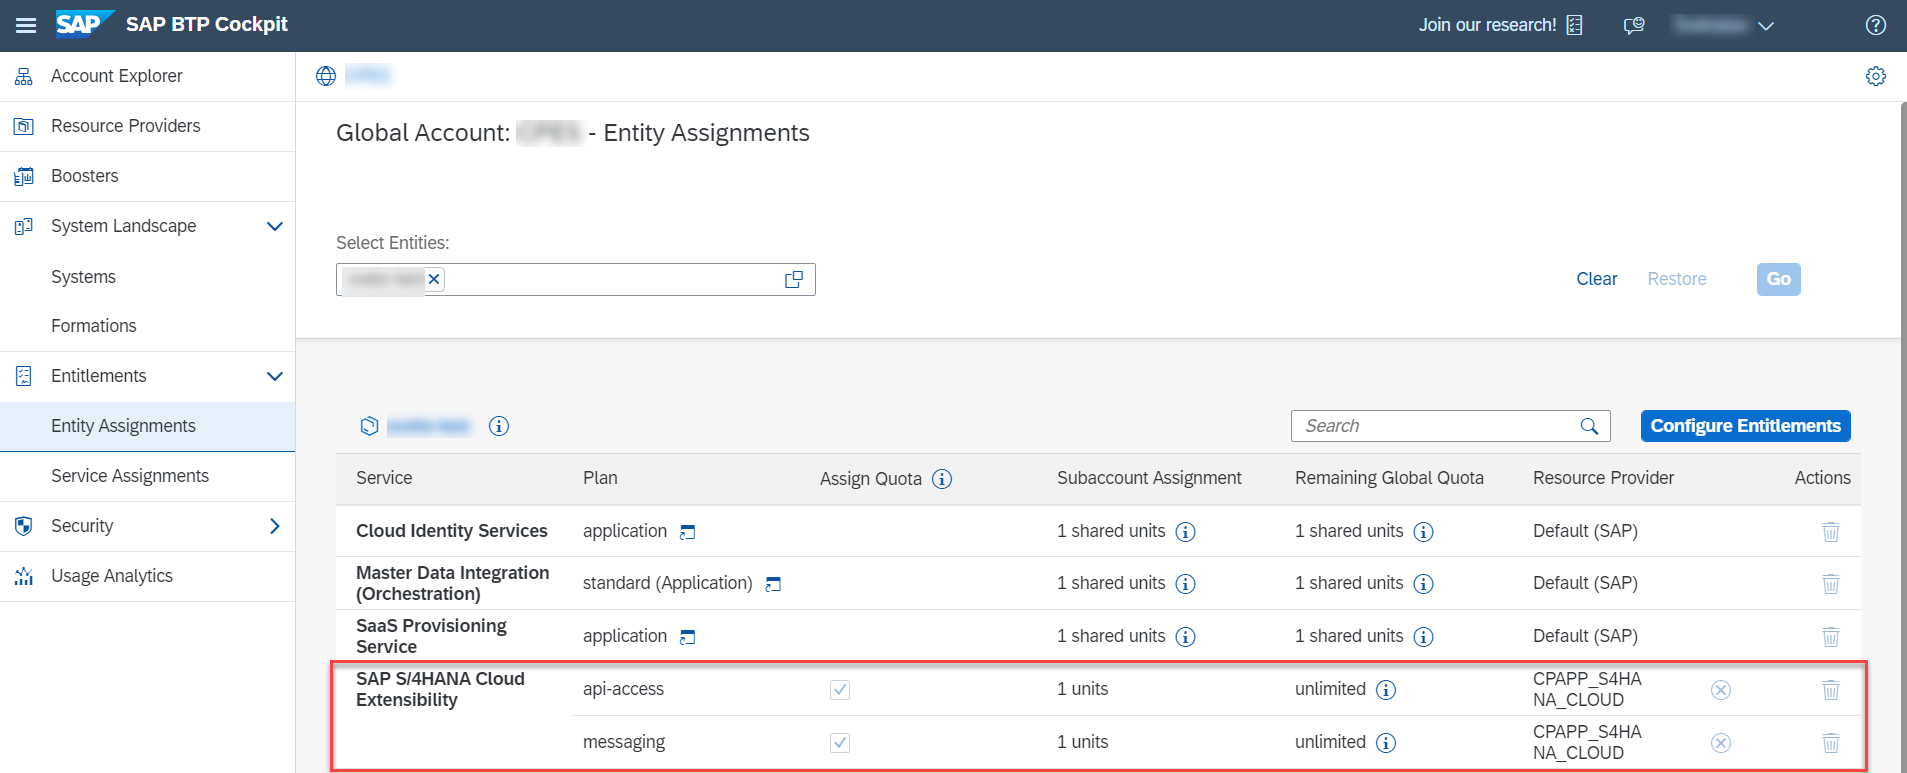 SAP SAP BTP Cockpit
Join our research!
Account Explorer
Resource Providers
Boosters
System Landscape
Systems
Formations
Entitlements
Entity Assignments
Service Assignments
Security
Usage Analytics
Global Account: - Entity Assignments
Select Entities:
Clear Restore Go
Search Configure Entitlements
Service Plan Assign Quota Subaccount Assignment Remaining Global Quota Resource Provider Actions
Cloud Identity Services application 1 shared units 1 shared units Default (SAP)
Master Data Integration
(Orchestration) standard (Application) 1 shared units 1 shared units Default (SAP)
SaaS Provisioning
Service application 1 shared units 1 shared units Default (SAP)
SAP S/4HANA Cloud
Extensibility api-access 1 units unlimited CPAPP_S4HA
NA_CLOUD
messaging 1 units unlimited CPAPP_S4HA
NA_CLOUD